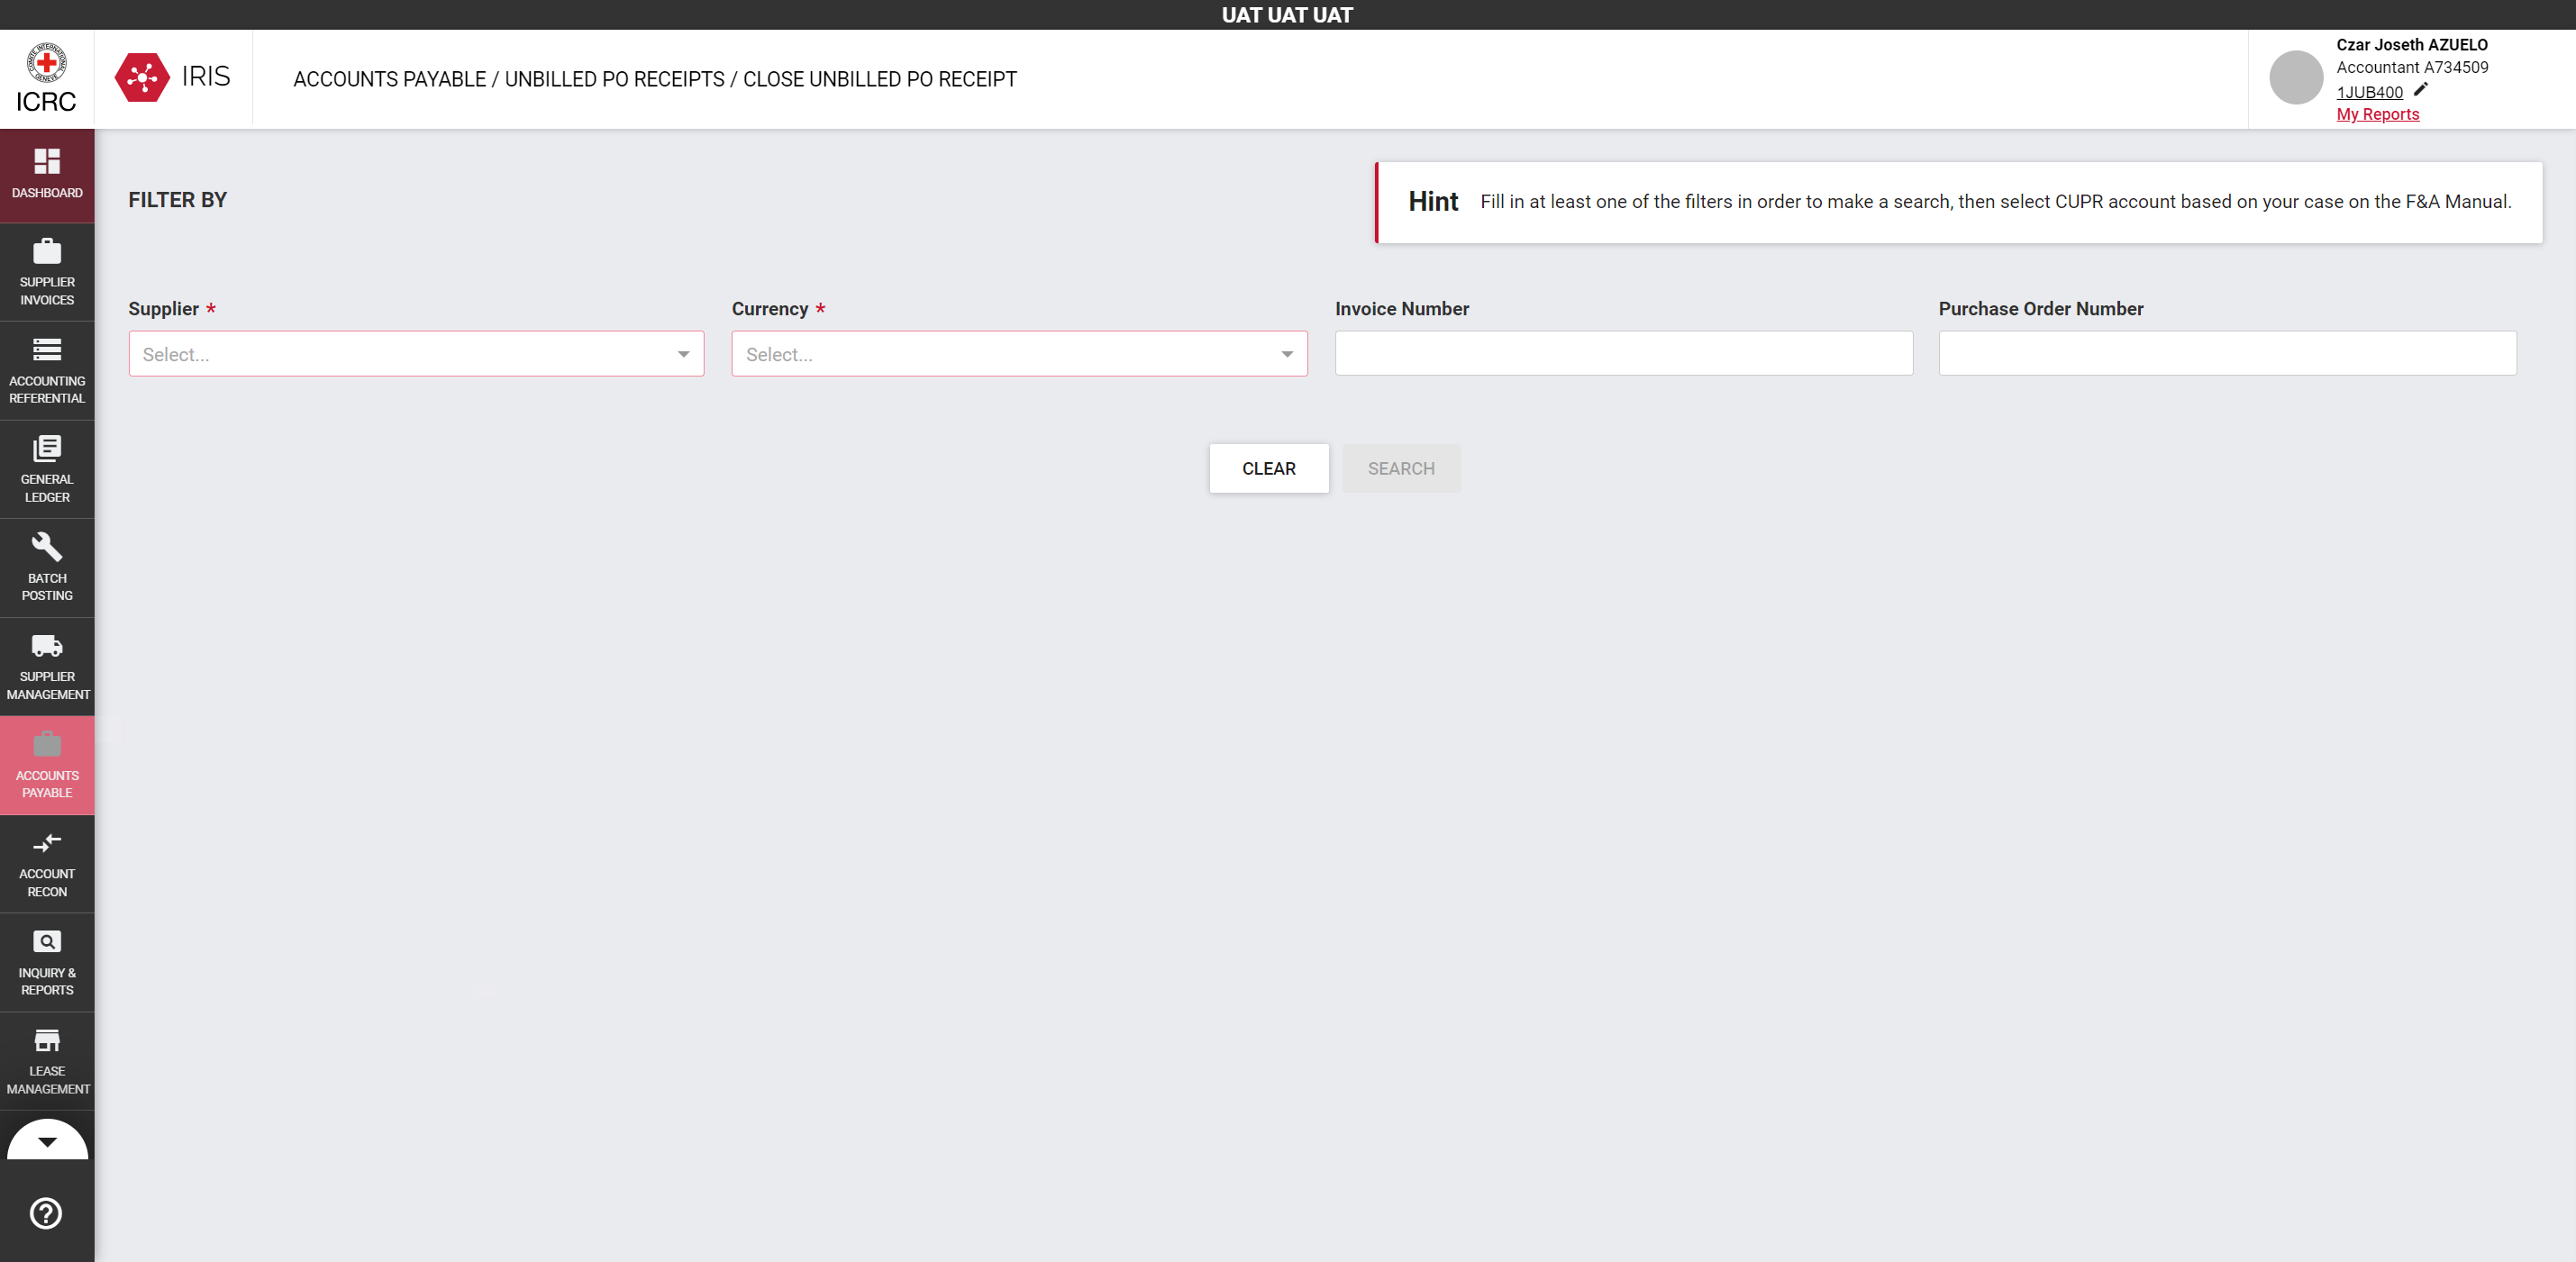 UAT UAT UAT
ICRC
IRIS
ACCOUNTS PAYABLE / UNBILLED PO RECEIPTS / CLOSE UNBILLED PO RECEIPT
Czar Joseth AZUELO
Accountant A734509
1JUB400
My Reports
DASHBOARD
SUPPLIER
INVOICES
ACCOUNTING
REFERENTIAL
GENERAL
LEDGER
BATCH
POSTING
SUPPLIER
MANAGEMENT
ACCOUNTS
PAYABLE
ACCOUNT
RECON
INQUIRY &
REPORTS
LEASE
MANAGEMENT
FILTER BY
Hint Fill in at least one of the filters in order to make a search, then select CUPR account based on your case on the F&A Manual.
Supplier * Currency * Invoice Number Purchase Order Number
Select... Select...
CLEAR SEARCH